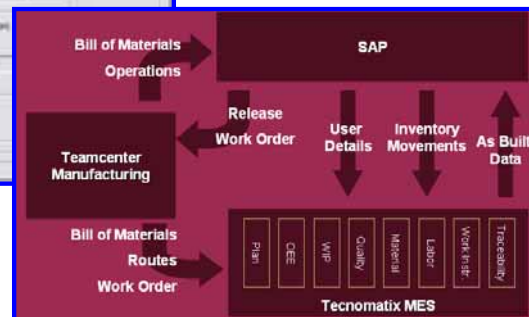 Bill of Materials
Operations
SAP
Release
Work Order
User
Details
Inventory
Movements
As Built
Data
Teamcenter
Manufacturing
Bill of Materials
Routes
Work Order
Plan
OEE
WIP
Quality
Material
Labor
Work Instr.
Traceability
Tecnomatix MES